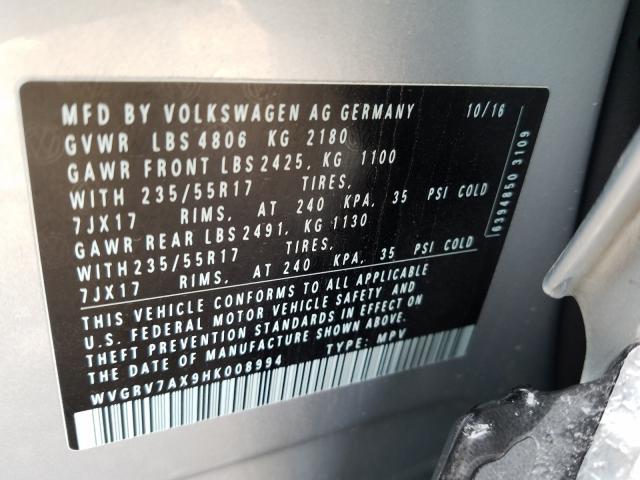 MFD BY VOLKSWAGEN AG GERMANY 10/16
GVWR LBS 4806 KG 2180
GAWR FRONT LBS 2425, KG 1100
WITH 235/55R17 TIRES,
7JX17 RIMS, AT 240 KPA, 35 PSI COLD
GAWR REAR LBS 2491, KG 1130
WITH 235/55R17 TIRES,
7JX17 RIMS, AT 240 KPA, 35 PSI COLD
THIS VEHICLE CONFORMS TO ALL APPLICABLE
U.S. FEDERAL MOTOR VEHICLE SAFETY AND
THEFT PREVENTION STANDARDS IN EFFECT ON
THE DATE OF MANUFACTURE SHOWN ABOVE.
WVGRV7AX9HK008994 TYPE: MPV
6394850 3109